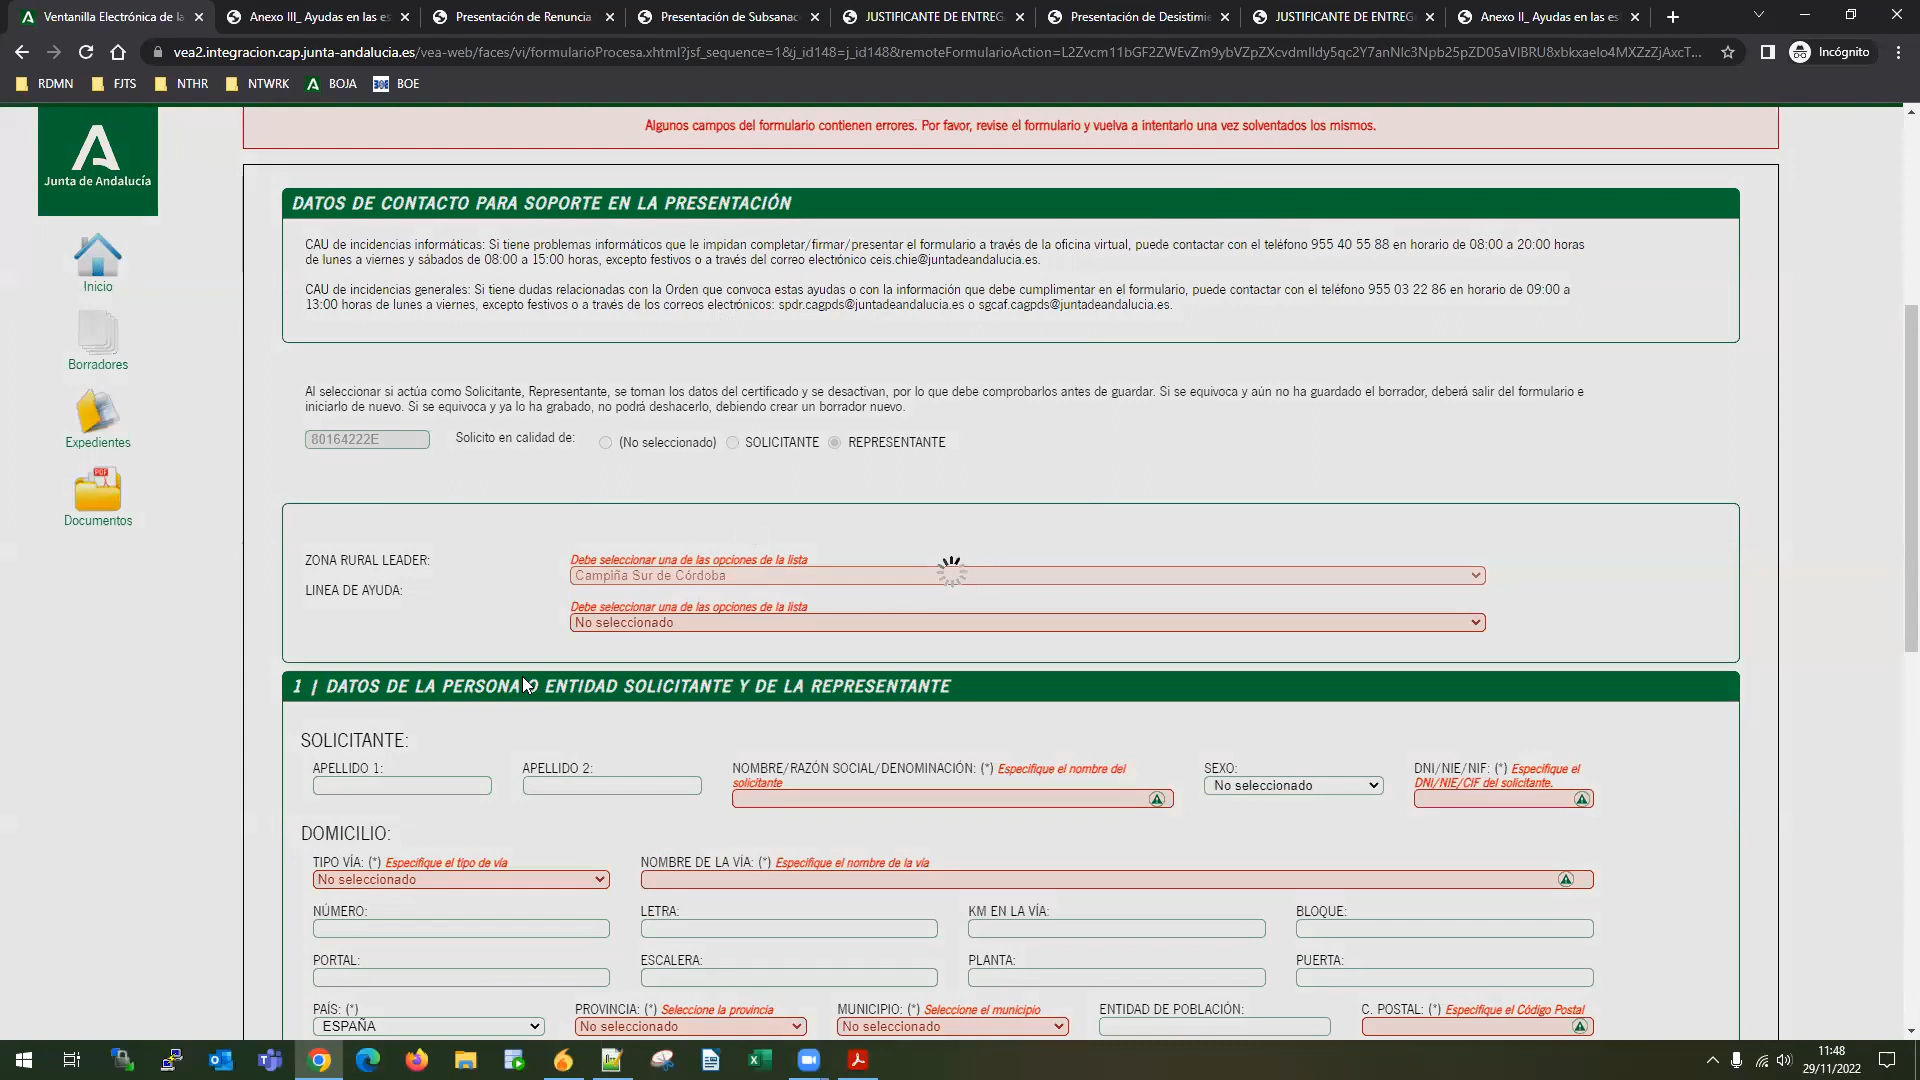 Ventanilla Electrónica de la
Anexo III_ Ayudas en las es
Presentación de Renuncia
Presentación de Subsanac
JUSTIFICANTE DE ENTREG
Presentación de Desistimie
JUSTIFICANTE DE ENTREG
Anexo II_ Ayudas en las es
Incógnito
RDMN
FJTS
NTHR
NTWRK
BOJA
BOE
Algunos campos del formulario contienen errores. Por favor, revise el formulario y vuelva a intentarlo una vez solventados los mismos.
Junta de Andalucía
Inicio
Borradores
Expedientes
Documentos
DATOS DE CONTACTO PARA SOPORTE EN LA PRESENTACIÓN
CAU de incidencias informáticas: Si tiene problemas informáticos que le impidan completar/firmar/presentar el formulario a través de la oficina virtual, puede contactar con el teléfono 955 40 55 88 en horario de 08:00 a 20:00 horas
de lunes a viernes y sábados de 08:00 a 15:00 horas, excepto festivos o a través del correo electrónico ceis.chie@juntadeandalucia.es.
CAU de incidencias generales: Si tiene dudas relacionadas con la Orden que convoca estas ayudas o con la información que debe cumplimentar en el formulario, puede contactar con el teléfono 955 03 22 86 en horario de 09:00 a
13:00 horas de lunes a viernes, excepto festivos o a través de los correos electrónicos: spdr.cagpds@juntadeandalucia.es o sgcaf.cagpds@juntadeandalucia.es.
Al seleccionar si actúa como Solicitante, Representante, se toman los datos del certificado y se desactivan, por lo que debe comprobarlos antes de guardar. Si se equivoca y aún no ha guardado el borrador, deberá salir del formulario e
iniciarlo de nuevo. Si se equivoca y ya lo ha grabado, no podrá deshacerlo, debiendo crear un borrador nuevo.
80164222E Solicito en calidad de: (No seleccionado) SOLICITANTE REPRESENTANTE
ZONA RURAL LEADER: Debe seleccionar una de las opciones de la lista
Campiña Sur de Córdoba
LINEA DE AYUDA:
Debe seleccionar una de las opciones de la lista
No seleccionado
1 | DATOS DE LA PERSONA O ENTIDAD SOLICITANTE Y DE LA REPRESENTANTE
SOLICITANTE:
APELLIDO 1: APELLIDO 2: NOMBRE/RAZÓN SOCIAL/DENOMINACIÓN: (*) Especifique el nombre del SEXO: DNI/NIE/NIF: (*) Especifique el
solicitante DNI/NIE/CIF del solicitante.
No seleccionado
DOMICILIO:
TIPO VÍA: (*) Especifique el tipo de vía NOMBRE DE LA VÍA: (*) Especifique el nombre de la vía
No seleccionado
NÚMERO: LETRA: KM EN LA VÍA: BLOQUE:
PORTAL: ESCALERA: PLANTA: PUERTA:
PAÍS: (*) PROVINCIA: (*) Seleccione la provincia MUNICIPIO: (*) Seleccione el municipio ENTIDAD DE POBLACIÓN: C. POSTAL: (*) Especifique el Código Postal
ESPAÑA No seleccionado No seleccionado
11:48
29/11/2022